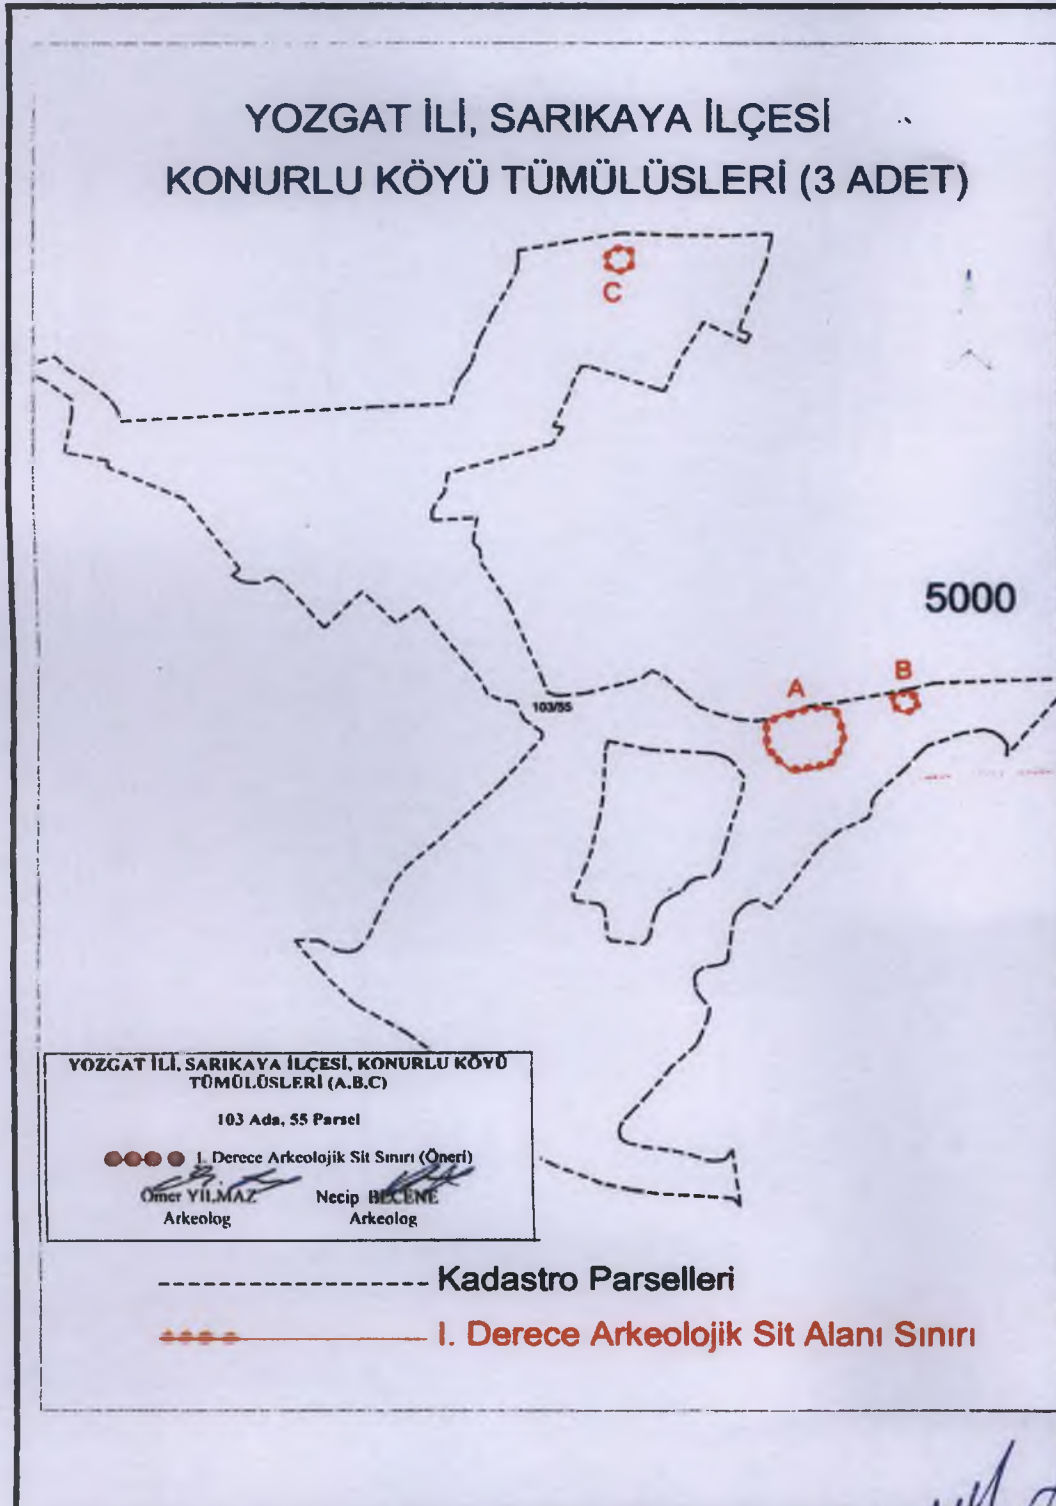 YOZGAT İLİ, SARIKAYA İLÇESİ
KONURLU KÖYÜ TÜMÜLÜSLERİ (3 ADET)
C
5000
B
A
103/55
YOZGAT İLİ, SARIKAYA İLÇESİ, KONURLU KÖYÜ
TÜMÜLÜSLERİ (A.B.C)
103 Ada, 55 Parsel
I. Derece Arkeolojik Sit Sınırı (Öneri)
Ömer YILMAZ Necip BECENE
Arkeolog Arkeolog
Kadastro Parselleri
I. Derece Arkeolojik Sit Alanı Sınırı